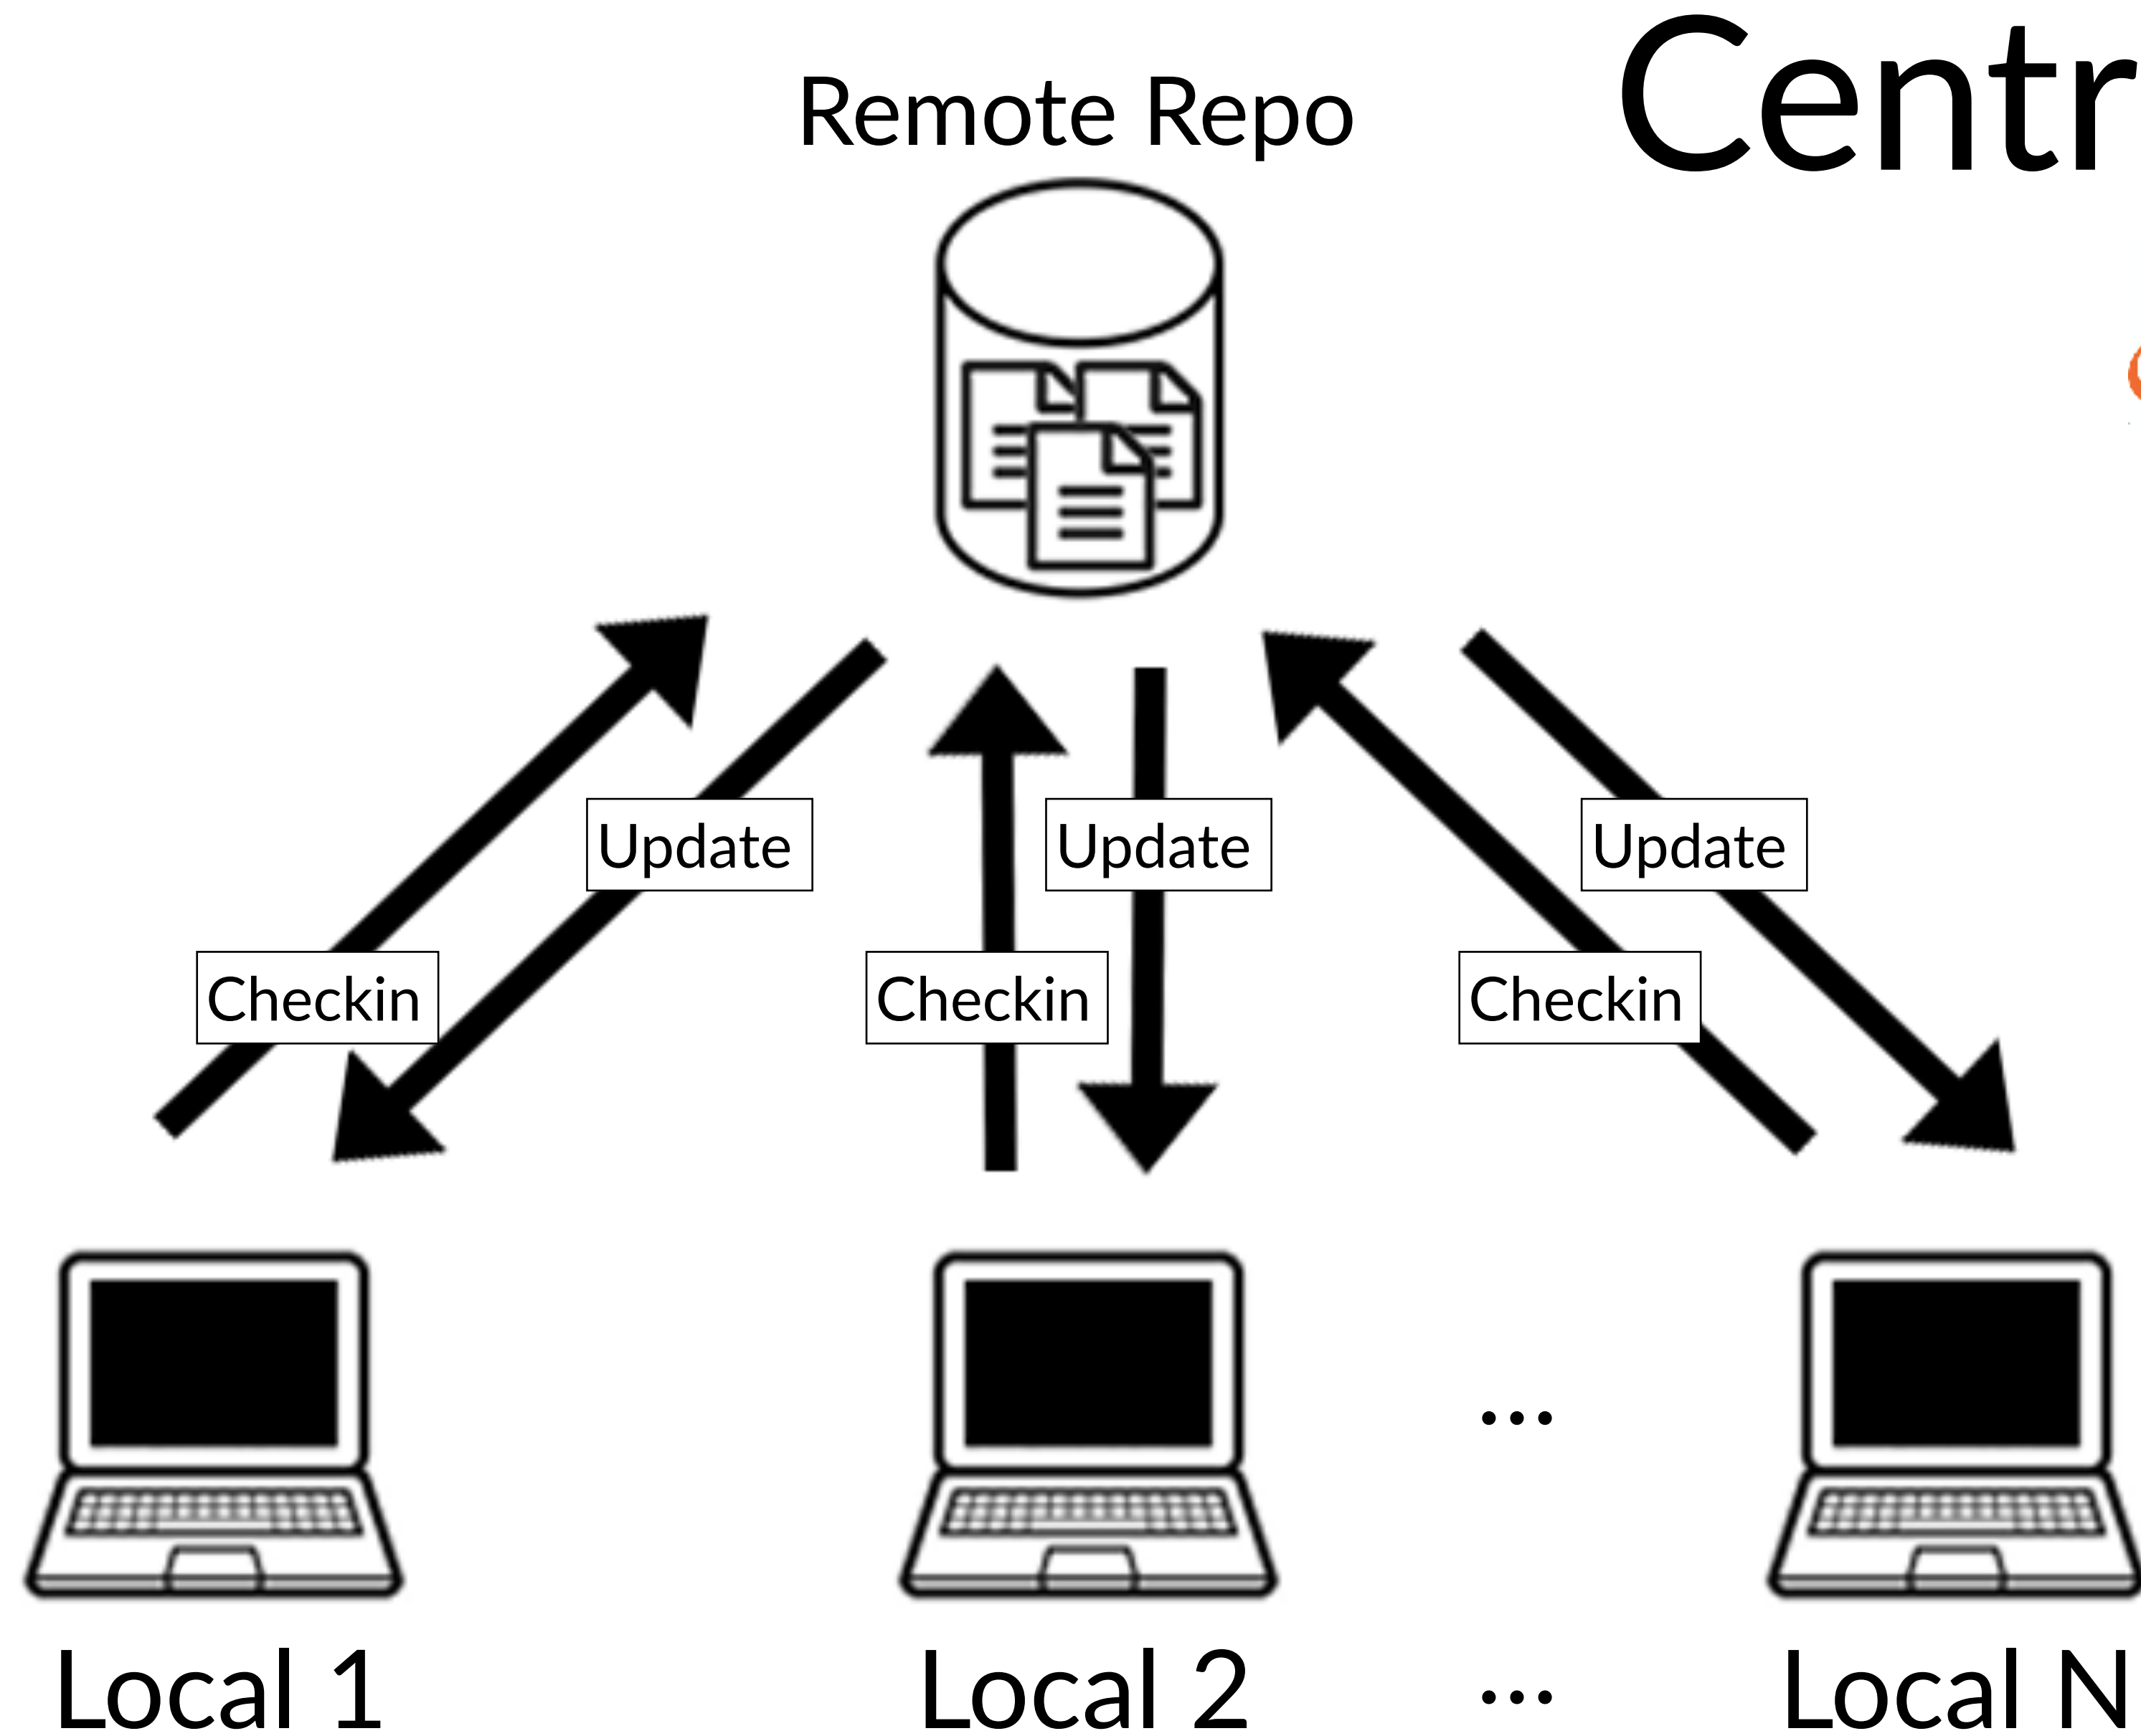 Centr
Remote Repo
Update
Update
Update
Checkin
Checkin
Checkin
...
Local 1
Local 2
...
Local N